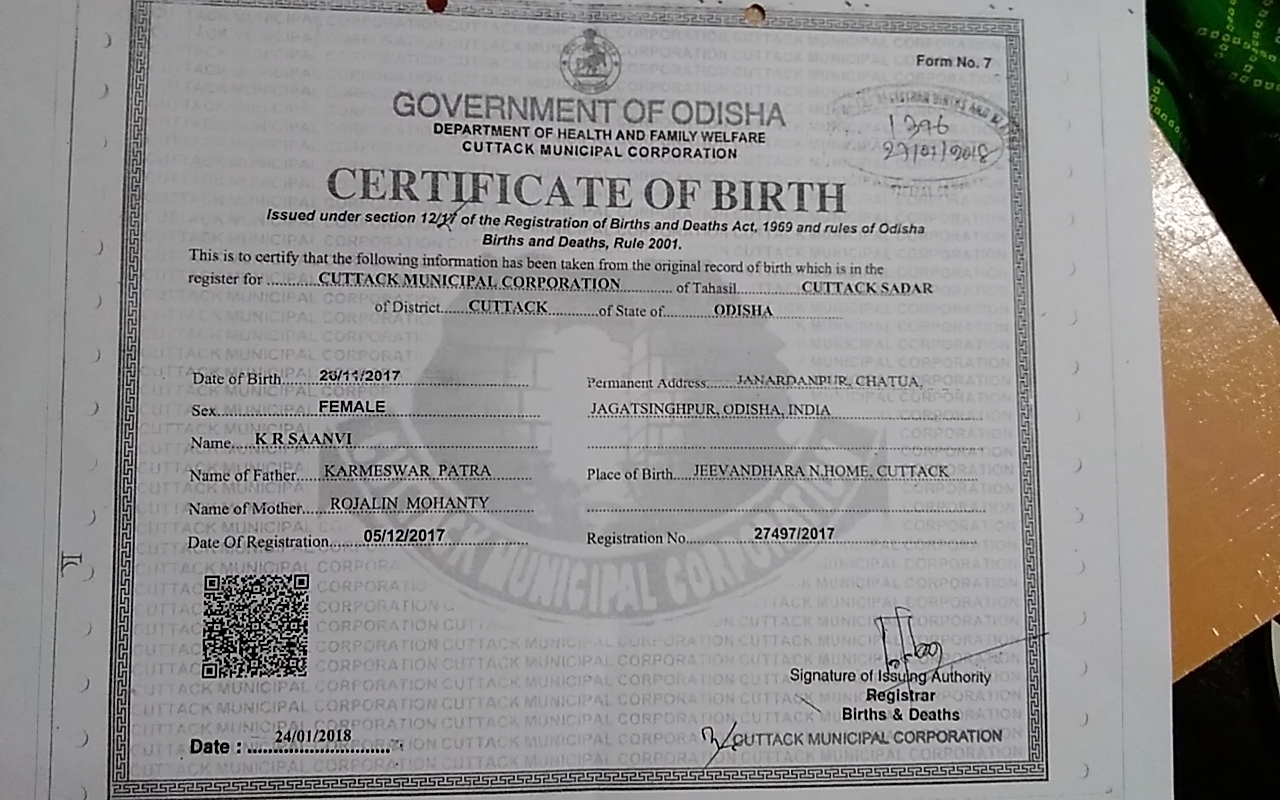 Form No. 7
GOVERNMENT OF ODISHA
DEPARTMENT OF HEALTH AND FAMILY WELFARE
CUTTACK MUNICIPAL CORPORATION
1396
27/01/2018
CERTIFICATE OF BIRTH
Issued under section 12/17 of the Registration of Births and Deaths Act, 1969 and rules of Odisha
Births and Deaths, Rule 2001.
This is to certify that the following information has been taken from the original record of birth which is in the
register for ........... CUTTACK MUNICIPAL CORPORATION ........... of Tahasil ........... CUTTACK SADAR
of District...... CUTTACK ............of State of........... ODISHA
Date of Birth...... /11/2017
Sex........ FEMALE
Name.... K R SAANVI
Name of Father...... KARMESWAR PATRA
Name of Mother..... ROJALIN MOHANTY
Date Of Registration...... 05/12/2017
Permanent Address...... JANARDANPUR, CHATUA,
JAGATSINGHPUR, ODISHA, INDIA
Place of Birth.... JEEVANDHARA N.HOME, CUTTACK
Registration No.............. 27497/2017
CUTTACK MUNICIPAL CORPORATION
Signature of Issuing Authority
Registrar
Births & Deaths
CUTTACK MUNICIPAL CORPORATION
Date : 24/01/2018